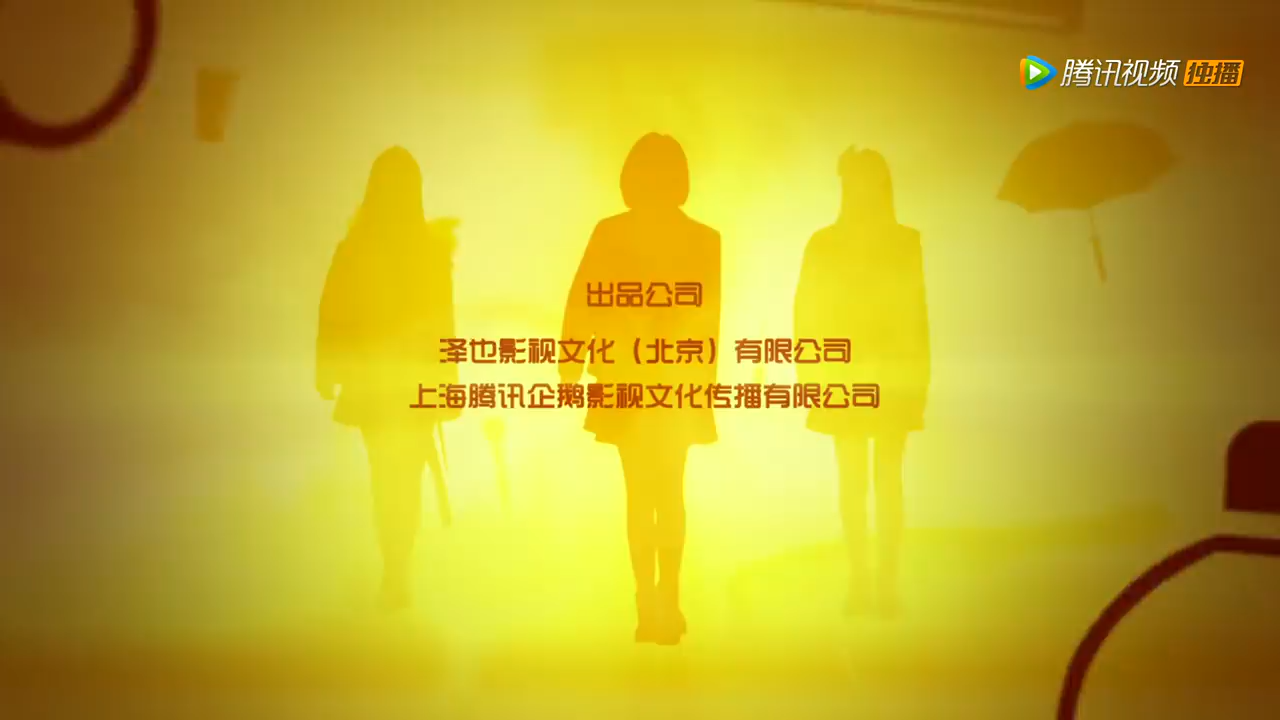 腾讯视频 独播
出品公司
泽也影视文化（北京）有限公司
上海腾讯企鹅影视文化传播有限公司